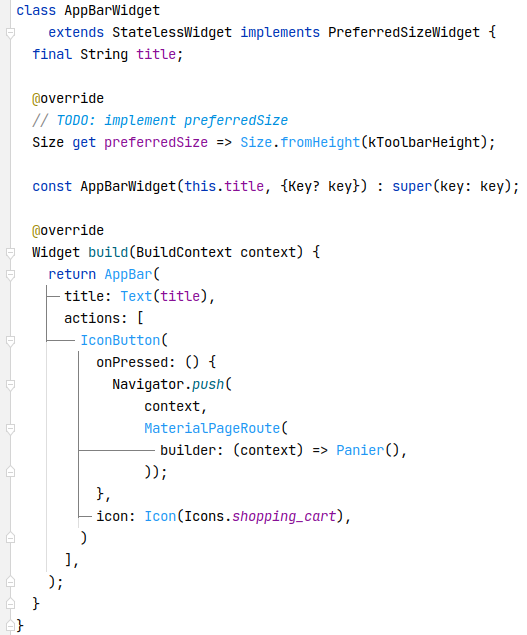 class AppBarWidget
    extends StatelessWidget implements PreferredSizeWidget {
  final String title;

  @override
  // TODO: implement preferredSize
  Size get preferredSize => Size.fromHeight(kToolbarHeight);

  const AppBarWidget(this.title, {Key? key}) : super(key: key);

  @override
  Widget build(BuildContext context) {
    return AppBar(
      title: Text(title),
      actions: [
        IconButton(
          onPressed: () {
            Navigator.push(
                context,
                MaterialPageRoute(
                  builder: (context) => Panier(),
                ));
          },
          icon: Icon(Icons.shopping_cart),
        )
      ],
    );
  }
}